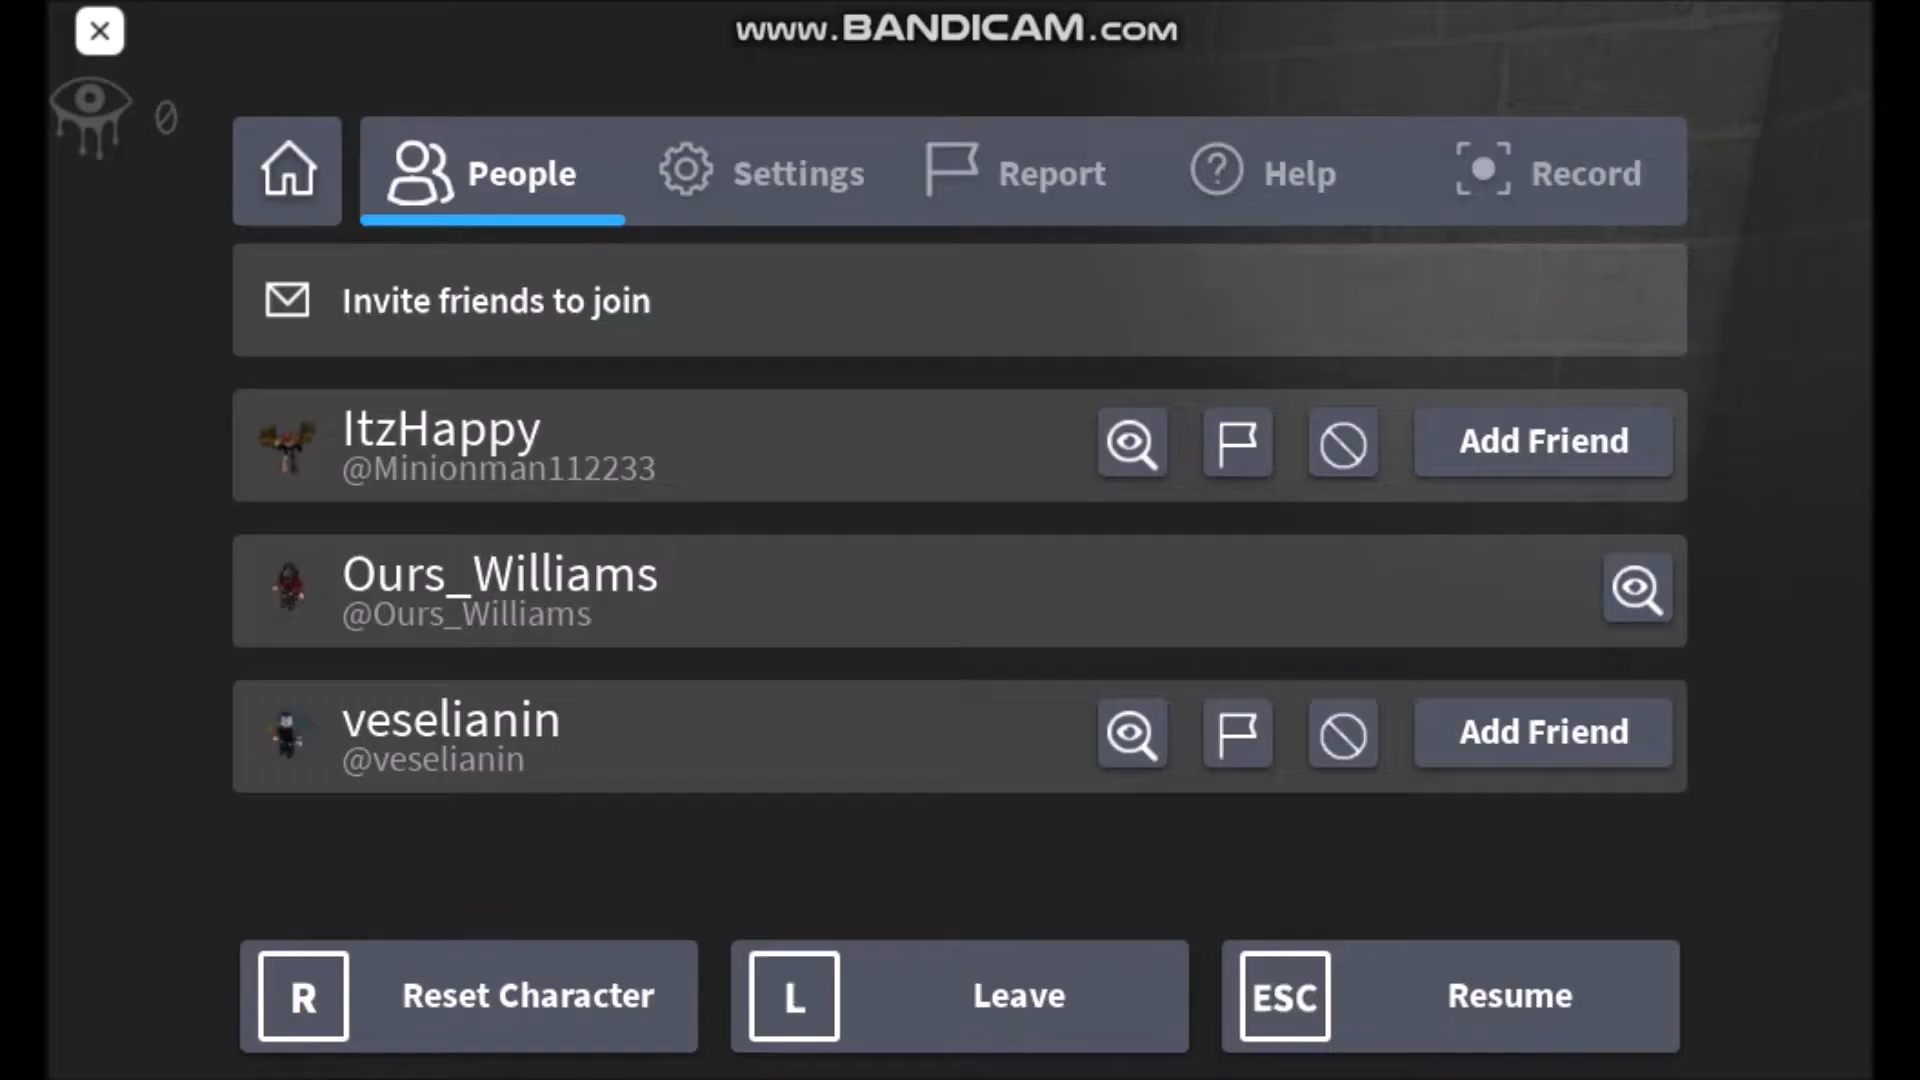 www.BANDICAM.com
0
People
Settings
Report
Help
Record
Invite friends to join
ItzHappy
@Minionman112233
Add Friend
Ours_Williams
@Ours_Williams
veselianin
@veselianin
Add Friend
R Reset Character
L Leave
ESC Resume